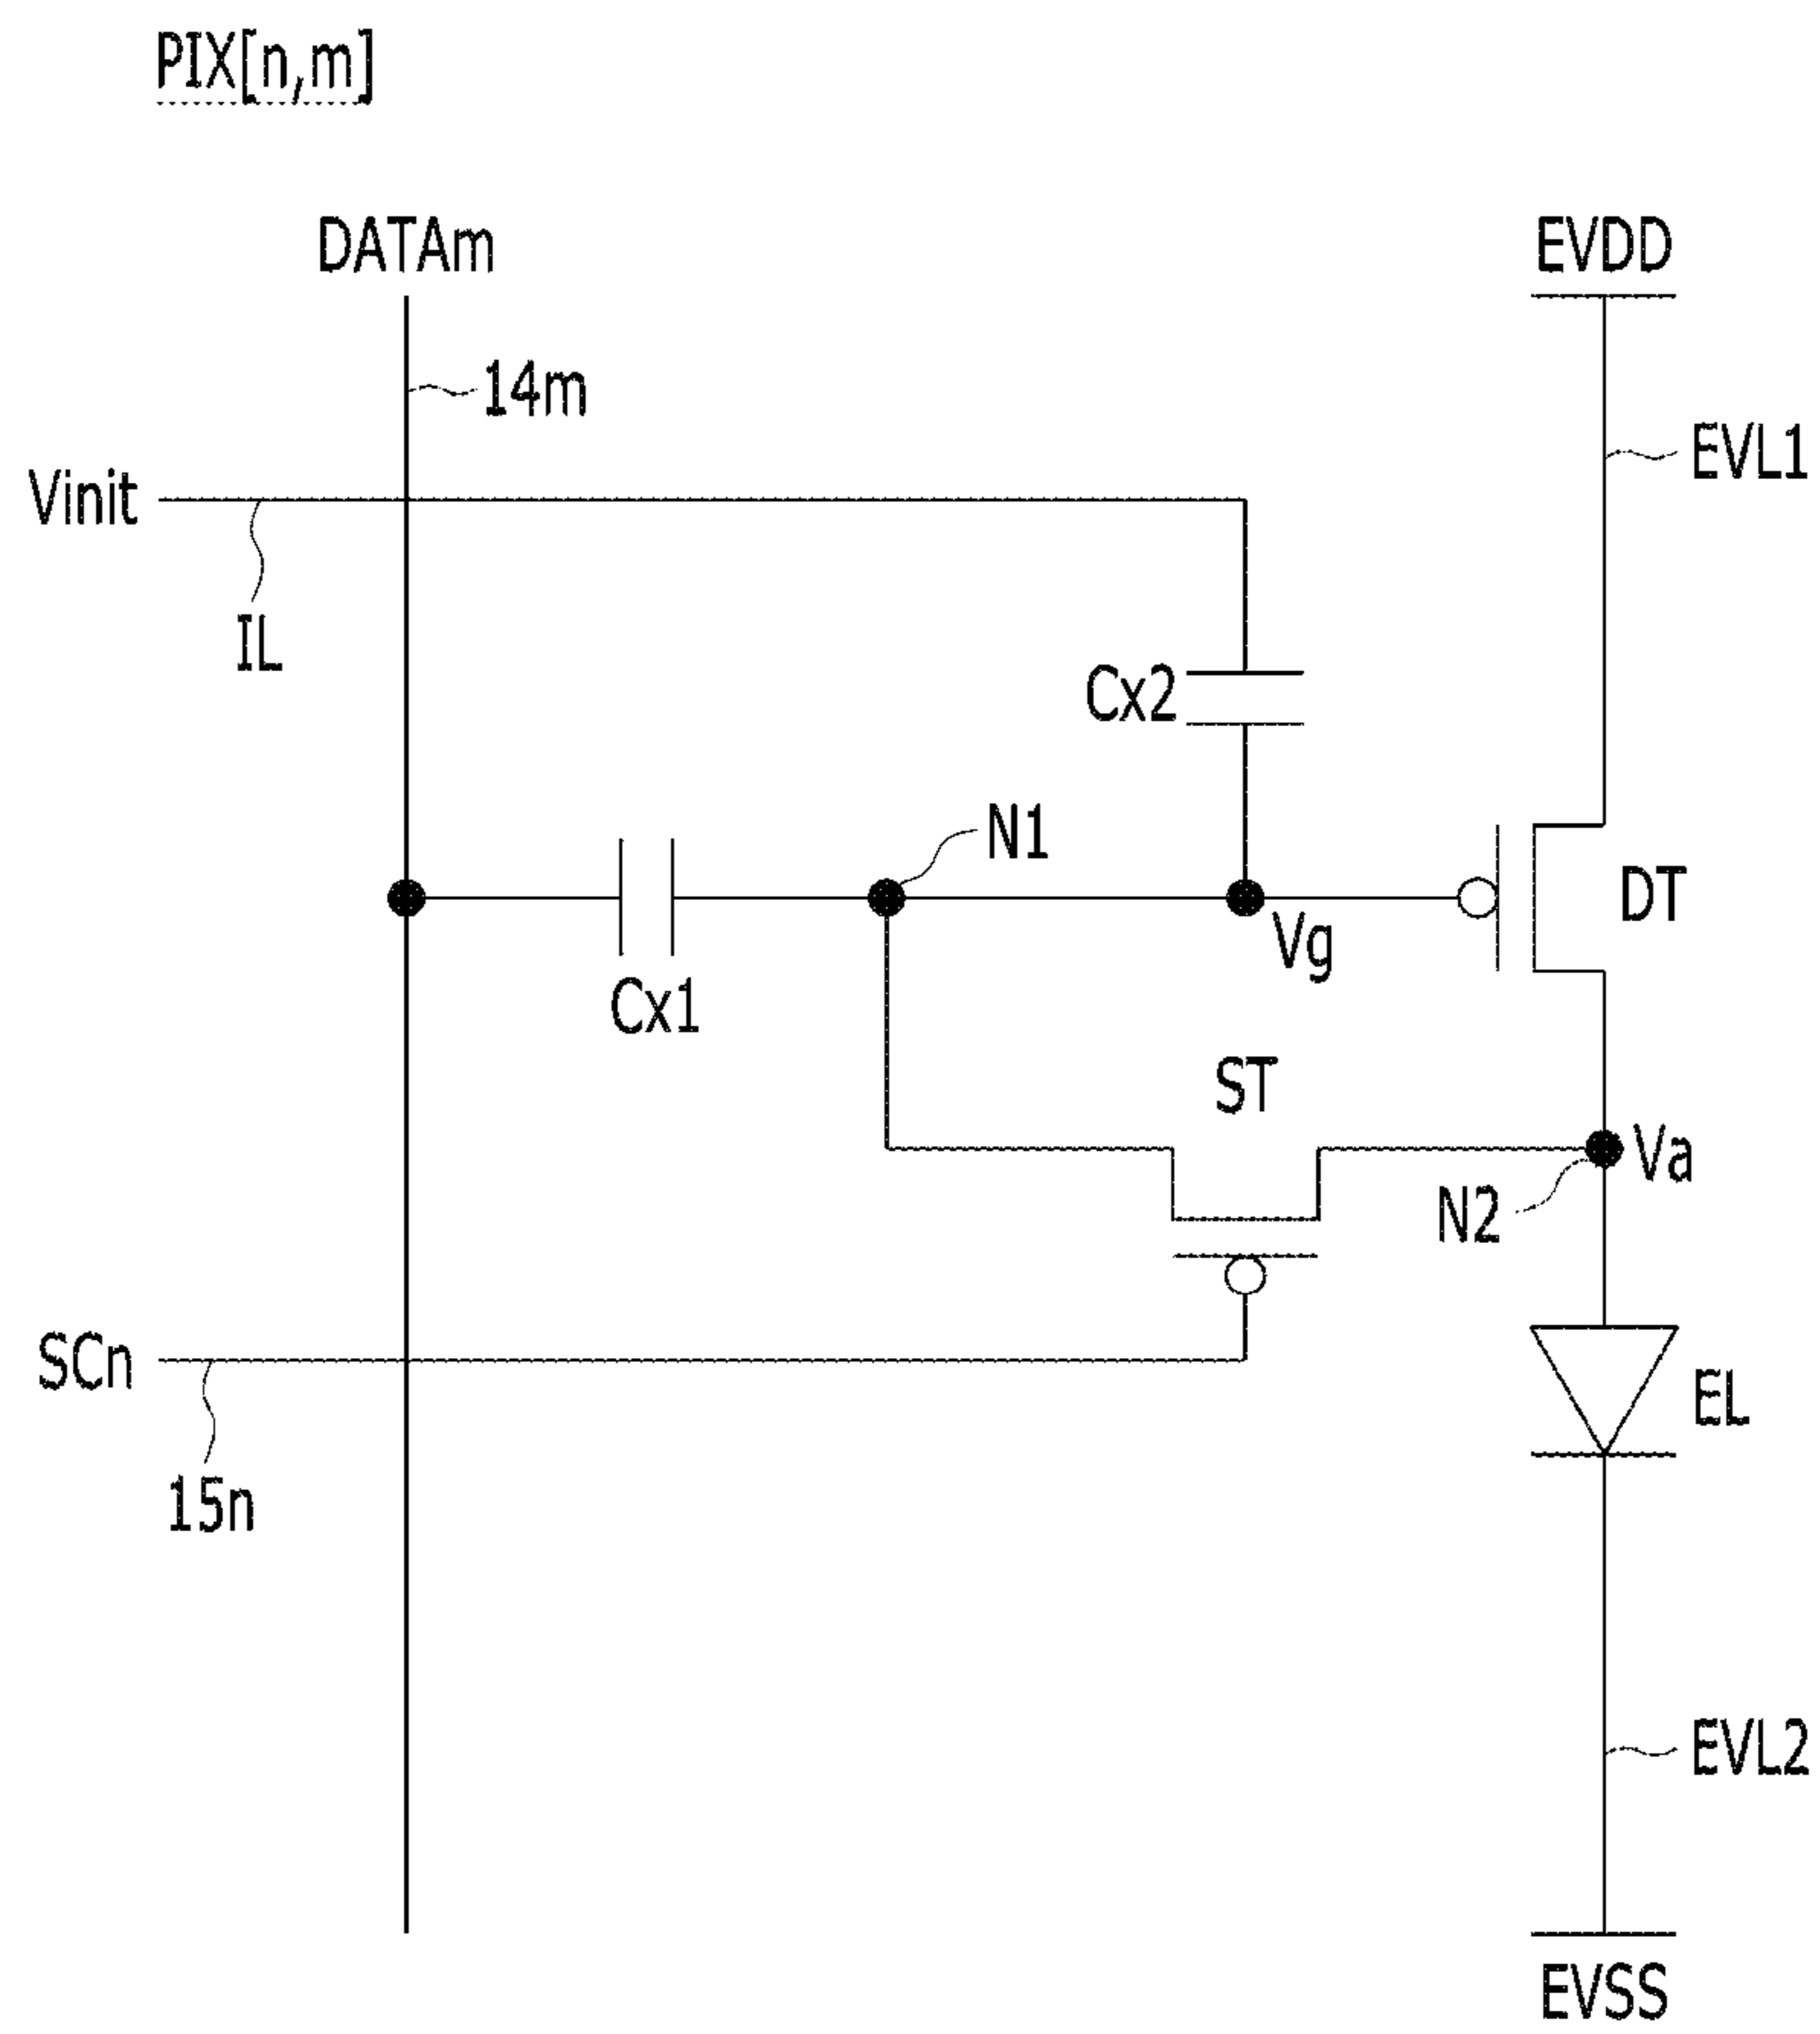 PIX[n,m]
DATAm
EVDD
14m
EVL1
Vinit
IL
Cx2
N1
DT
Vg
Cx1
ST
Va
N2
SCn
EL
15n
EVL2
EVSS